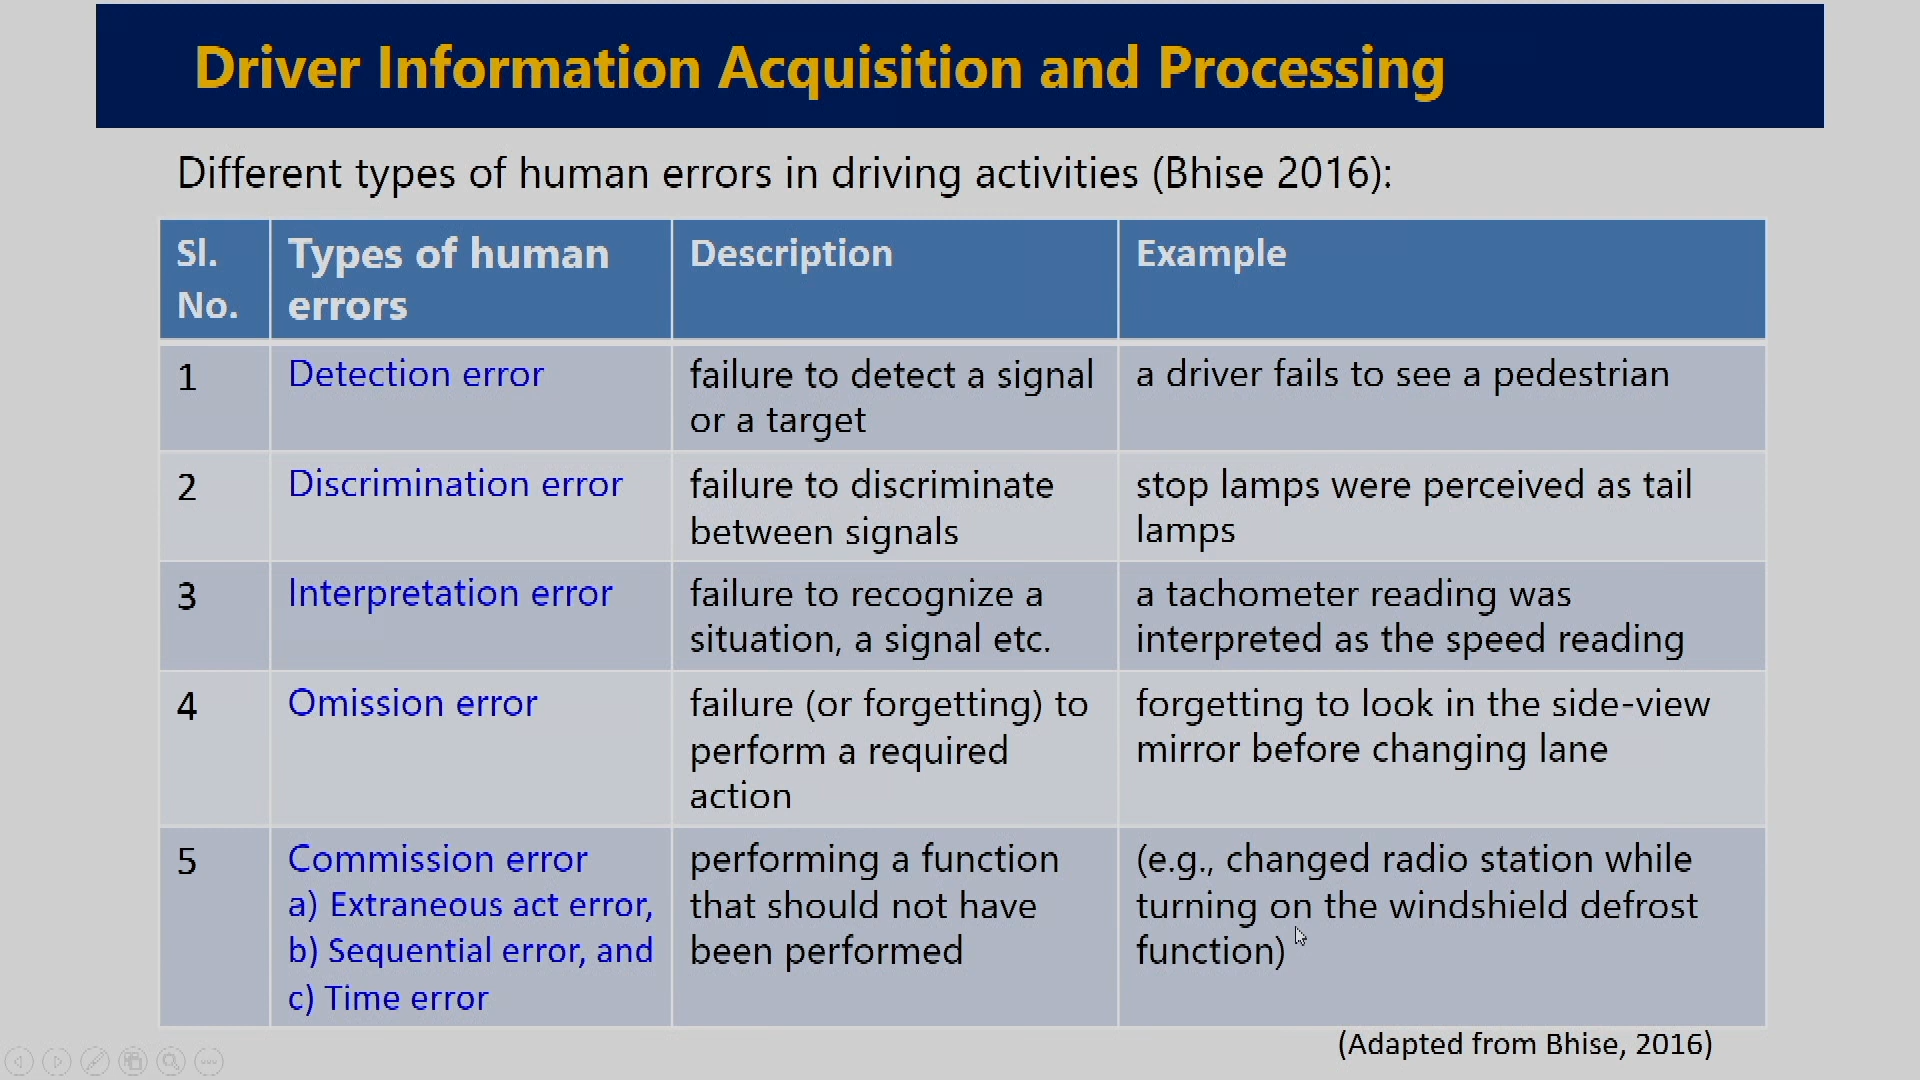 Driver Information Acquisition and Processing
Different types of human errors in driving activities (Bhise 2016):
Sl. No.
Types of human errors
Description
Example
1
Detection error
failure to detect a signal
or a target
a driver fails to see a pedestrian
2
Discrimination error
failure to discriminate
between signals
stop lamps were perceived as tail
lamps
3
Interpretation error
failure to recognize a
situation, a signal etc.
a tachometer reading was
interpreted as the speed reading
4
Omission error
failure (or forgetting) to
perform a required
action
forgetting to look in the side-view
mirror before changing lane
5
Commission error
a) Extraneous act error,
b) Sequential error, and
c) Time error
performing a function
that should not have
been performed
(e.g., changed radio station while
turning on the windshield defrost
function)
(Adapted from Bhise, 2016)